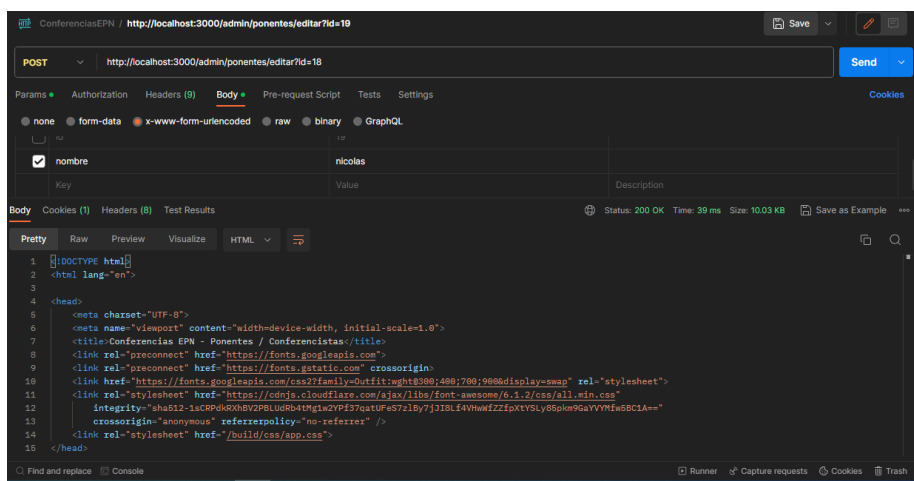 HTTP ConferenciasEPN / http://localhost:3000/admin/ponentes/editar?id=19 Save
POST http://localhost:3000/admin/ponentes/editar?id=18 Send
Params Authorization Headers (9) Body Pre-request Script Tests Settings Cookies
none form-data x-www-form-urlencoded raw binary GraphQL
id 19
nombre nicolas
Key Value Description
Body Cookies (1) Headers (8) Test Results Status: 200 OK Time: 39 ms Size: 10.03 KB Save as Example
Pretty Raw Preview Visualize HTML
1 <!DOCTYPE html>
2 <html lang="en">
3
4 <head>
5 <meta charset="UTF-8">
6 <meta name="viewport" content="width=device-width, initial-scale=1.0">
7 <title>Conferencias EPN - Ponentes / Conferencistas</title>
8 <link rel="preconnect" href="https://fonts.googleapis.com">
9 <link rel="preconnect" href="https://fonts.gstatic.com" crossorigin>
10 <link href="https://fonts.googleapis.com/css2?family=Outfit:wght@300;400;700;900&display=swap" rel="stylesheet">
11 <link rel="stylesheet" href="https://cdnjs.cloudflare.com/ajax/libs/font-awesome/6.1.2/css/all.min.css"
12
13 crossorigin="anonymous" referrerpolicy="no-referrer" />
14 <link rel="stylesheet" href="/build/css/app.css">
15 </head>
Find and replace Console Runner Capture requests Cookies Trash